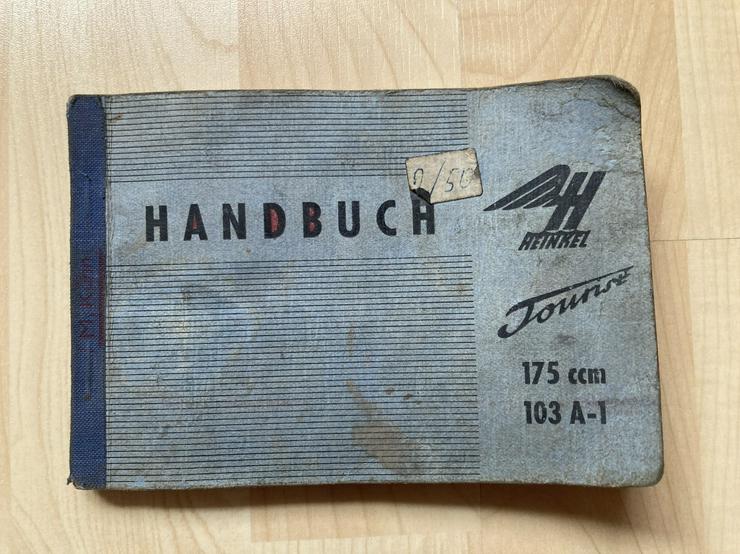 HANDBUCH
HEINKEL
Tourist
175 ccm
103 A-1